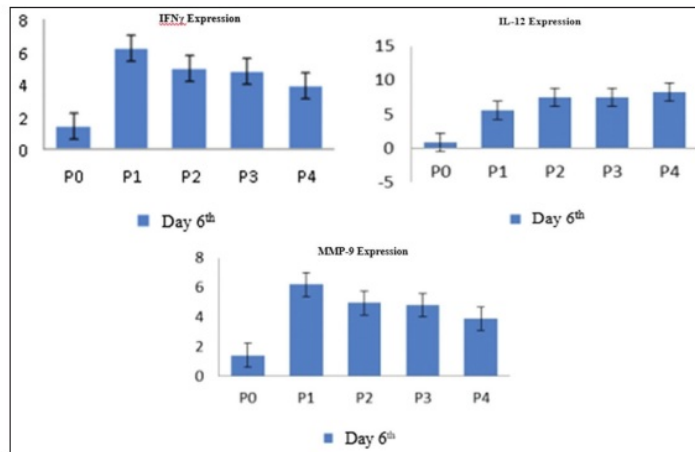 IFNγ Expression
8
6
4
2
0
P0 P1 P2 P3 P4
Day 6th
IL-12 Expression
15
10
5
0
-5
P0 P1 P2 P3 P4
Day 6th
MMP-9 Expression
8
6
4
2
0
P0 P1 P2 P3 P4
Day 6th